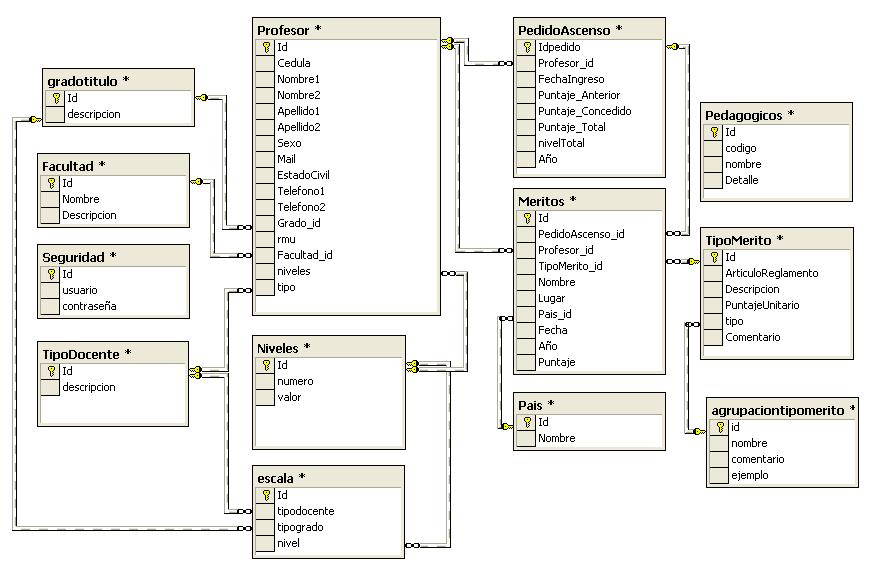 gradotitulo *
Id
descripcion
Facultad *
Id
Nombre
Descripcion
Seguridad *
Id
usuario
contraseña
TipoDocente *
Id
descripcion
Profesor *
Id
Cedula
Nombre1
Nombre2
Apellido1
Apellido2
Sexo
Mail
EstadoCivil
Telefono1
Telefono2
Grado_id
rmu
Facultad_id
niveles
tipo
Niveles *
Id
numero
valor
escala *
Id
tipodocente
tipogrado
nivel
PedidoAscenso *
Idpedido
Profesor_id
FechaIngreso
Puntaje_Anterior
Puntaje_Concedido
Puntaje_Total
nivelTotal
Año
Meritos *
Id
PedidoAscenso_id
Profesor_id
TipoMerito_id
Nombre
Lugar
Pais_id
Fecha
Año
Puntaje
Pais *
Id
Nombre
Pedagogicos *
Id
codigo
nombre
Detalle
TipoMerito *
Id
ArticuloReglamento
Descripcion
PuntajeUnitario
tipo
Comentario
agrupaciontipomerito *
id
nombre
comentario
ejemplo